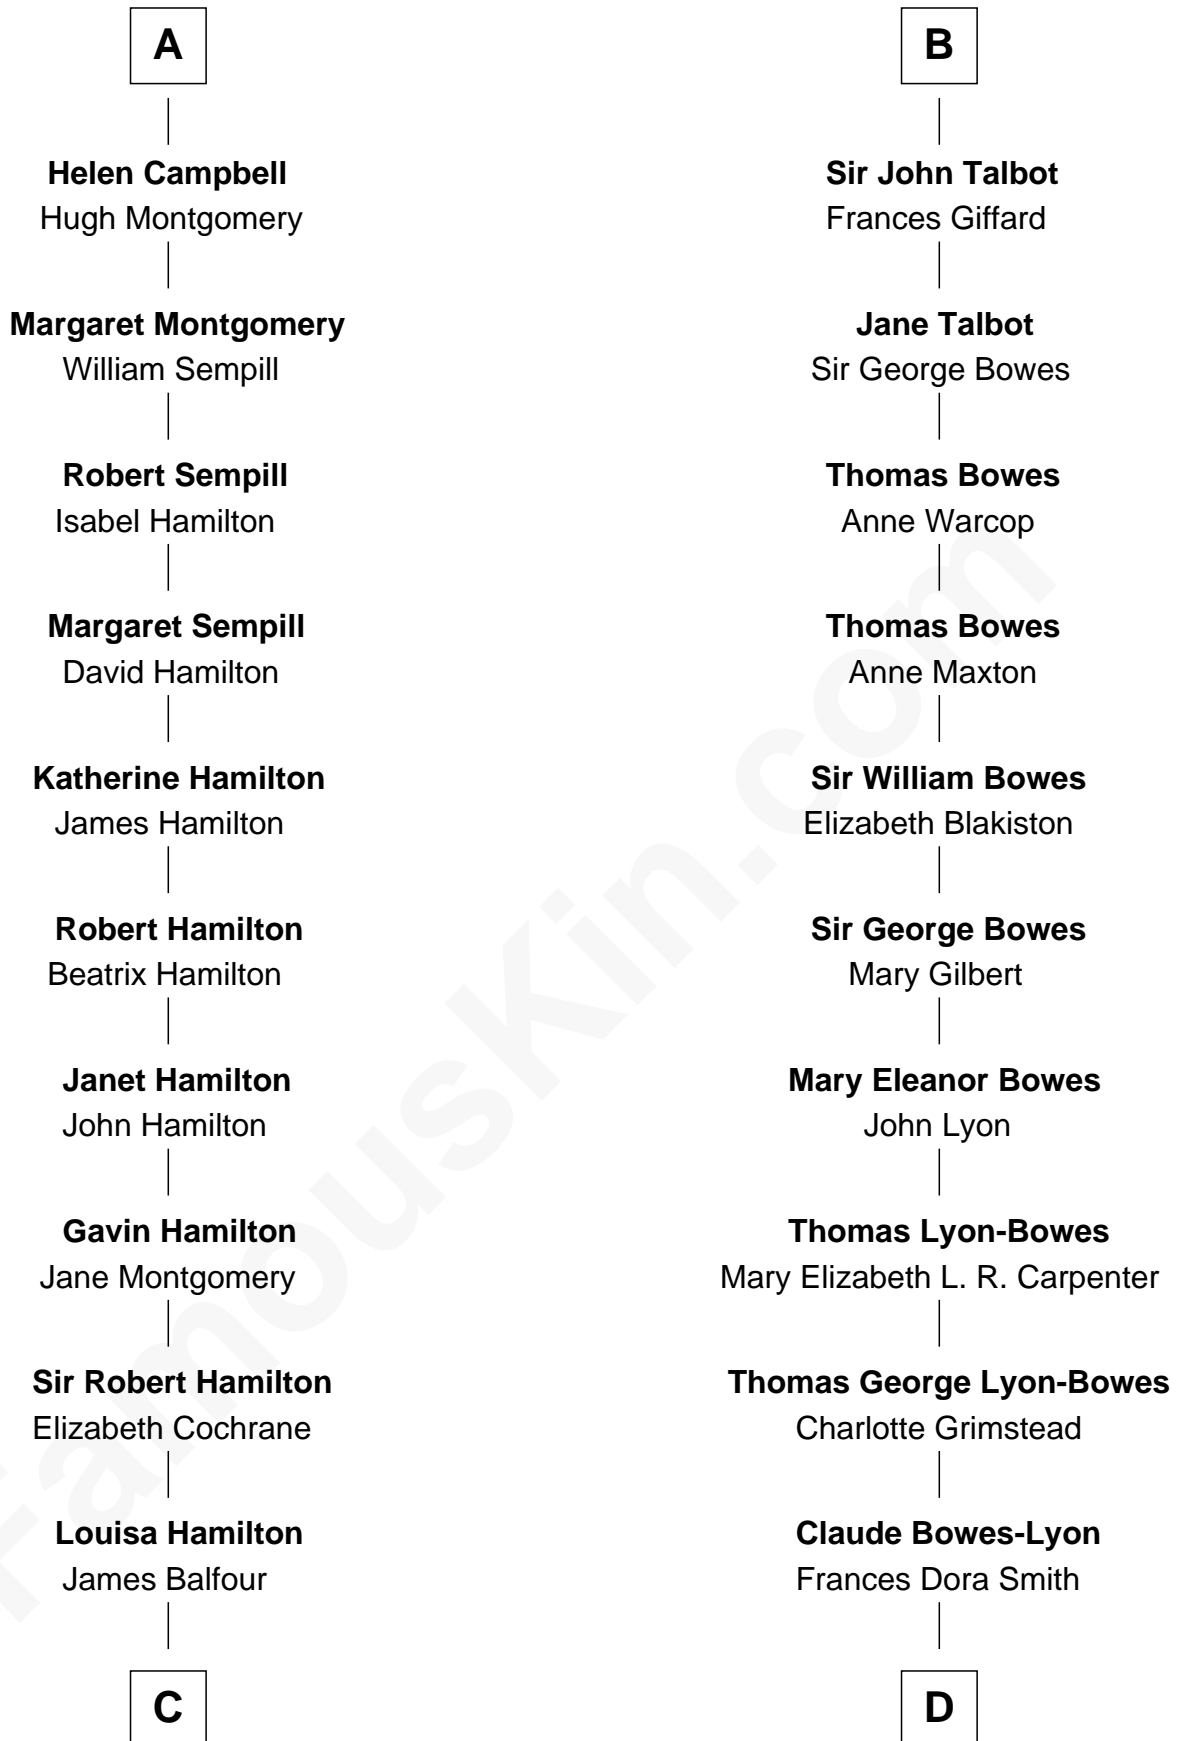 A
Helen Campbell
Hugh Montgomery
Margaret Montgomery
William Sempill
Robert Sempill
Isabel Hamilton
Margaret Sempill
David Hamilton
Katherine Hamilton
James Hamilton
Robert Hamilton
Beatrix Hamilton
Janet Hamilton
John Hamilton
Gavin Hamilton
Jane Montgomery
Sir Robert Hamilton
Elizabeth Cochrane
Louisa Hamilton
James Balfour
C
B
Sir John Talbot
Frances Giffard
Jane Talbot
Sir George Bowes
Thomas Bowes
Anne Warcop
Thomas Bowes
Anne Maxton
Sir William Bowes
Elizabeth Blakiston
Sir George Bowes
Mary Gilbert
Mary Eleanor Bowes
John Lyon
Thomas Lyon-Bowes
Mary Elizabeth L. R. Carpenter
Thomas George Lyon-Bowes
Charlotte Grimstead
Claude Bowes-Lyon
Frances Dora Smith
D
FamousKin.com